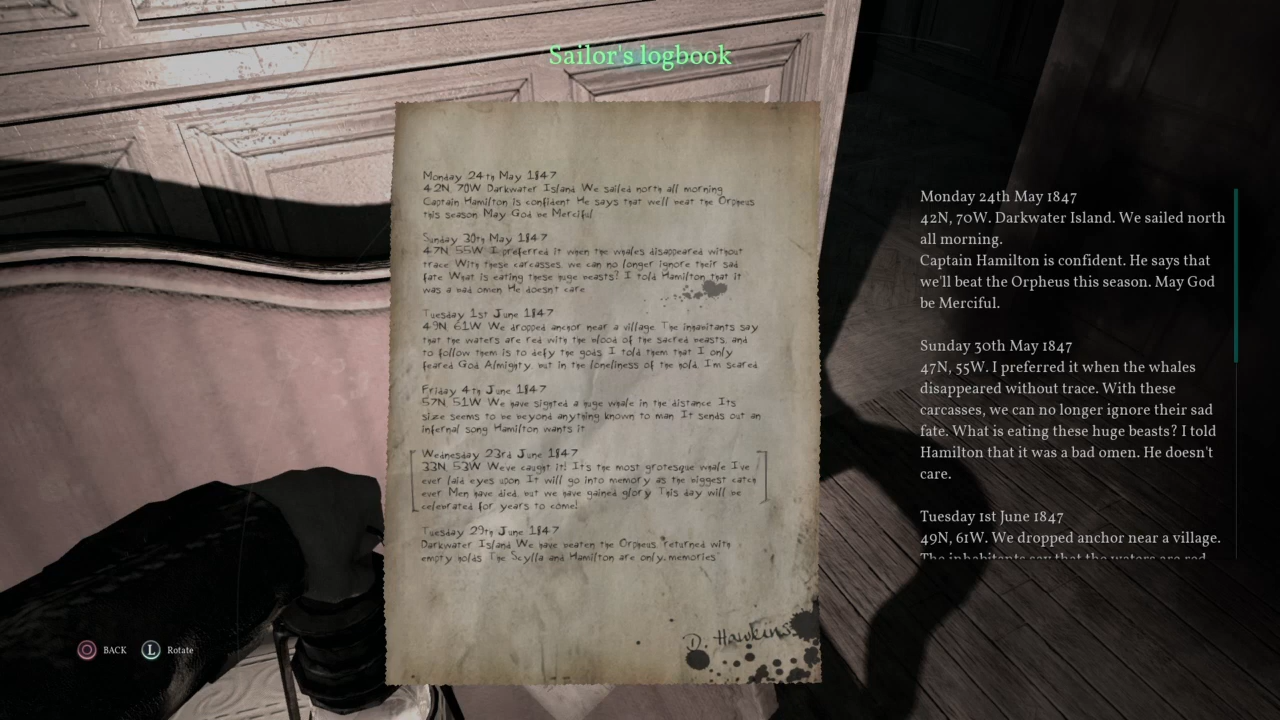 Sailor's logbook
Monday 24th May 1847
42N, 70W Darkwater Island We sailed north all morning
Captain Hamilton is confident He says that we'll beat the Orpheus
this season May God be Merciful
Sunday 30th May 1847
47N 55W I preferred it when the whales disappeared without
trace With these carcasses, we can no longer ignore their sad
fate What is eating these huge beasts? I told Hamilton that it
was a bad omen He doesn't care
Tuesday 1st June 1847
49N 61W We dropped anchor near a village The inhabitants say
that the waters are red with the blood of the sacred beasts, and
to follow them is to defy the gods I told them that I only
feared God Almighty, but in the loneliness of the hold, I'm scared
Friday 4th June 1847
57N 51W We have sighted a huge whale in the distance Its
size seems to be beyond anything known to man It sends out an
infernal song Hamilton wants it
Wednesday 23rd June 1847
33N 53W We've caught it! It's the most grotesque whale I've
ever laid eyes upon It will go into memory as the biggest catch
ever Men have died, but we have gained glory This day will be
celebrated for years to come!
Tuesday 29th June 1847
Darkwater Island We have beaten the Orpheus returned with
empty holds The Scylla and Hamilton are only memories
D. Hawkins
Monday 24th May 1847
42N, 70W. Darkwater Island. We sailed north
all morning.
Captain Hamilton is confident. He says that
we'll beat the Orpheus this season. May God
be Merciful.
Sunday 30th May 1847
47N, 55W. I preferred it when the whales
disappeared without trace. With these
carcasses, we can no longer ignore their sad
fate. What is eating these huge beasts? I told
Hamilton that it was a bad omen. He doesn't
care.
Tuesday 1st June 1847
49N, 61W. We dropped anchor near a village.
The inhabitants say that the waters are red
BACK
L Rotate